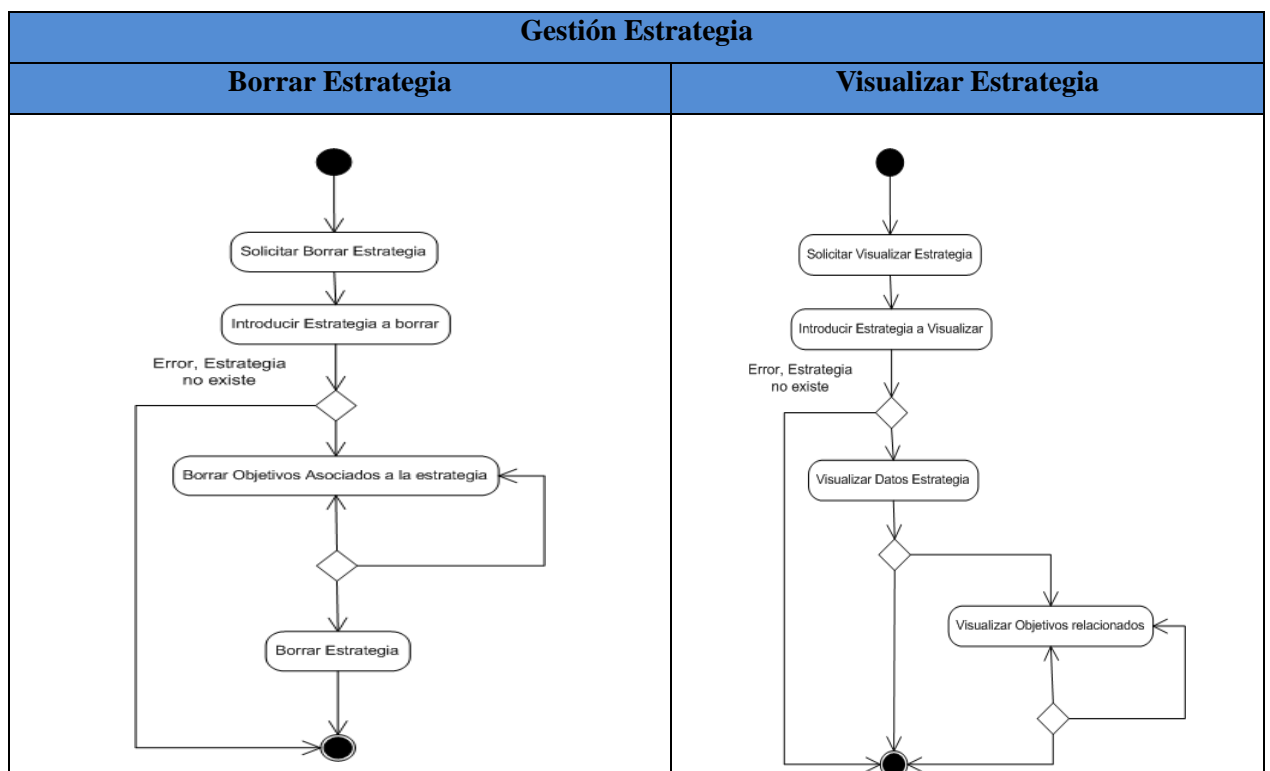 Gestión Estrategia
Borrar Estrategia
Visualizar Estrategia
Solicitar Borrar Estrategia
Introducir Estrategia a borrar
Error, Estrategia
no existe
Borrar Objetivos Asociados a la estrategia
Borrar Estrategia
Solicitar Visualizar Estrategia
Introducir Estrategia a Visualizar
Error, Estrategia
no existe
Visualizar Datos Estrategia
Visualizar Objetivos relacionados